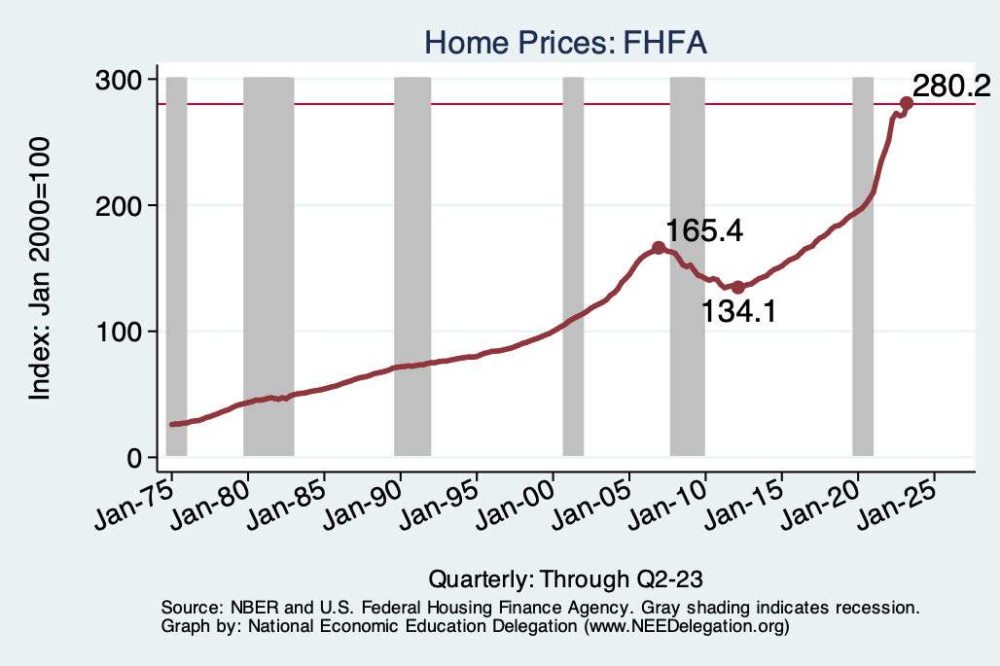 Home Prices: FHFA
Index: Jan 2000=100
300
200
100
0
280.2
165.4
134.1
Jan-75
Jan-80
Jan-85
Jan-90
Jan-95
Jan-00
Jan-05
Jan-10
Jan-15
Jan-20
Jan-25
Quarterly: Through Q2-23
Source: NBER and U.S. Federal Housing Finance Agency. Gray shading indicates recession.
Graph by: National Economic Education Delegation (www.NEEDelegation.org)